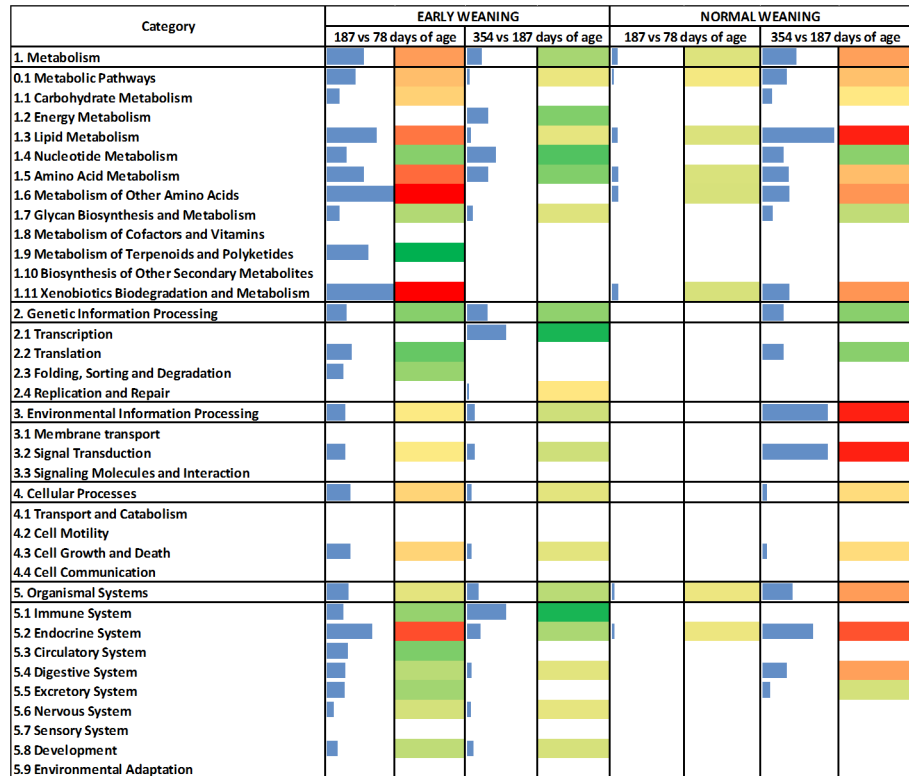 Category
EARLY WEANING
NORMAL WEANING
187 vs 78 days of age
354 vs 187 days of age
187 vs 78 days of age
354 vs 187 days of age
1. Metabolism
0.1 Metabolic Pathways
1.1 Carbohydrate Metabolism
1.2 Energy Metabolism
1.3 Lipid Metabolism
1.4 Nucleotide Metabolism
1.5 Amino Acid Metabolism
1.6 Metabolism of Other Amino Acids
1.7 Glycan Biosynthesis and Metabolism
1.8 Metabolism of Cofactors and Vitamins
1.9 Metabolism of Terpenoids and Polyketides
1.10 Biosynthesis of Other Secondary Metabolites
1.11 Xenobiotics Biodegradation and Metabolism
2. Genetic Information Processing
2.1 Transcription
2.2 Translation
2.3 Folding, Sorting and Degradation
2.4 Replication and Repair
3. Environmental Information Processing
3.1 Membrane transport
3.2 Signal Transduction
3.3 Signaling Molecules and Interaction
4. Cellular Processes
4.1 Transport and Catabolism
4.2 Cell Motility
4.3 Cell Growth and Death
4.4 Cell Communication
5. Organismal Systems
5.1 Immune System
5.2 Endocrine System
5.3 Circulatory System
5.4 Digestive System
5.5 Excretory System
5.6 Nervous System
5.7 Sensory System
5.8 Development
5.9 Environmental Adaptation